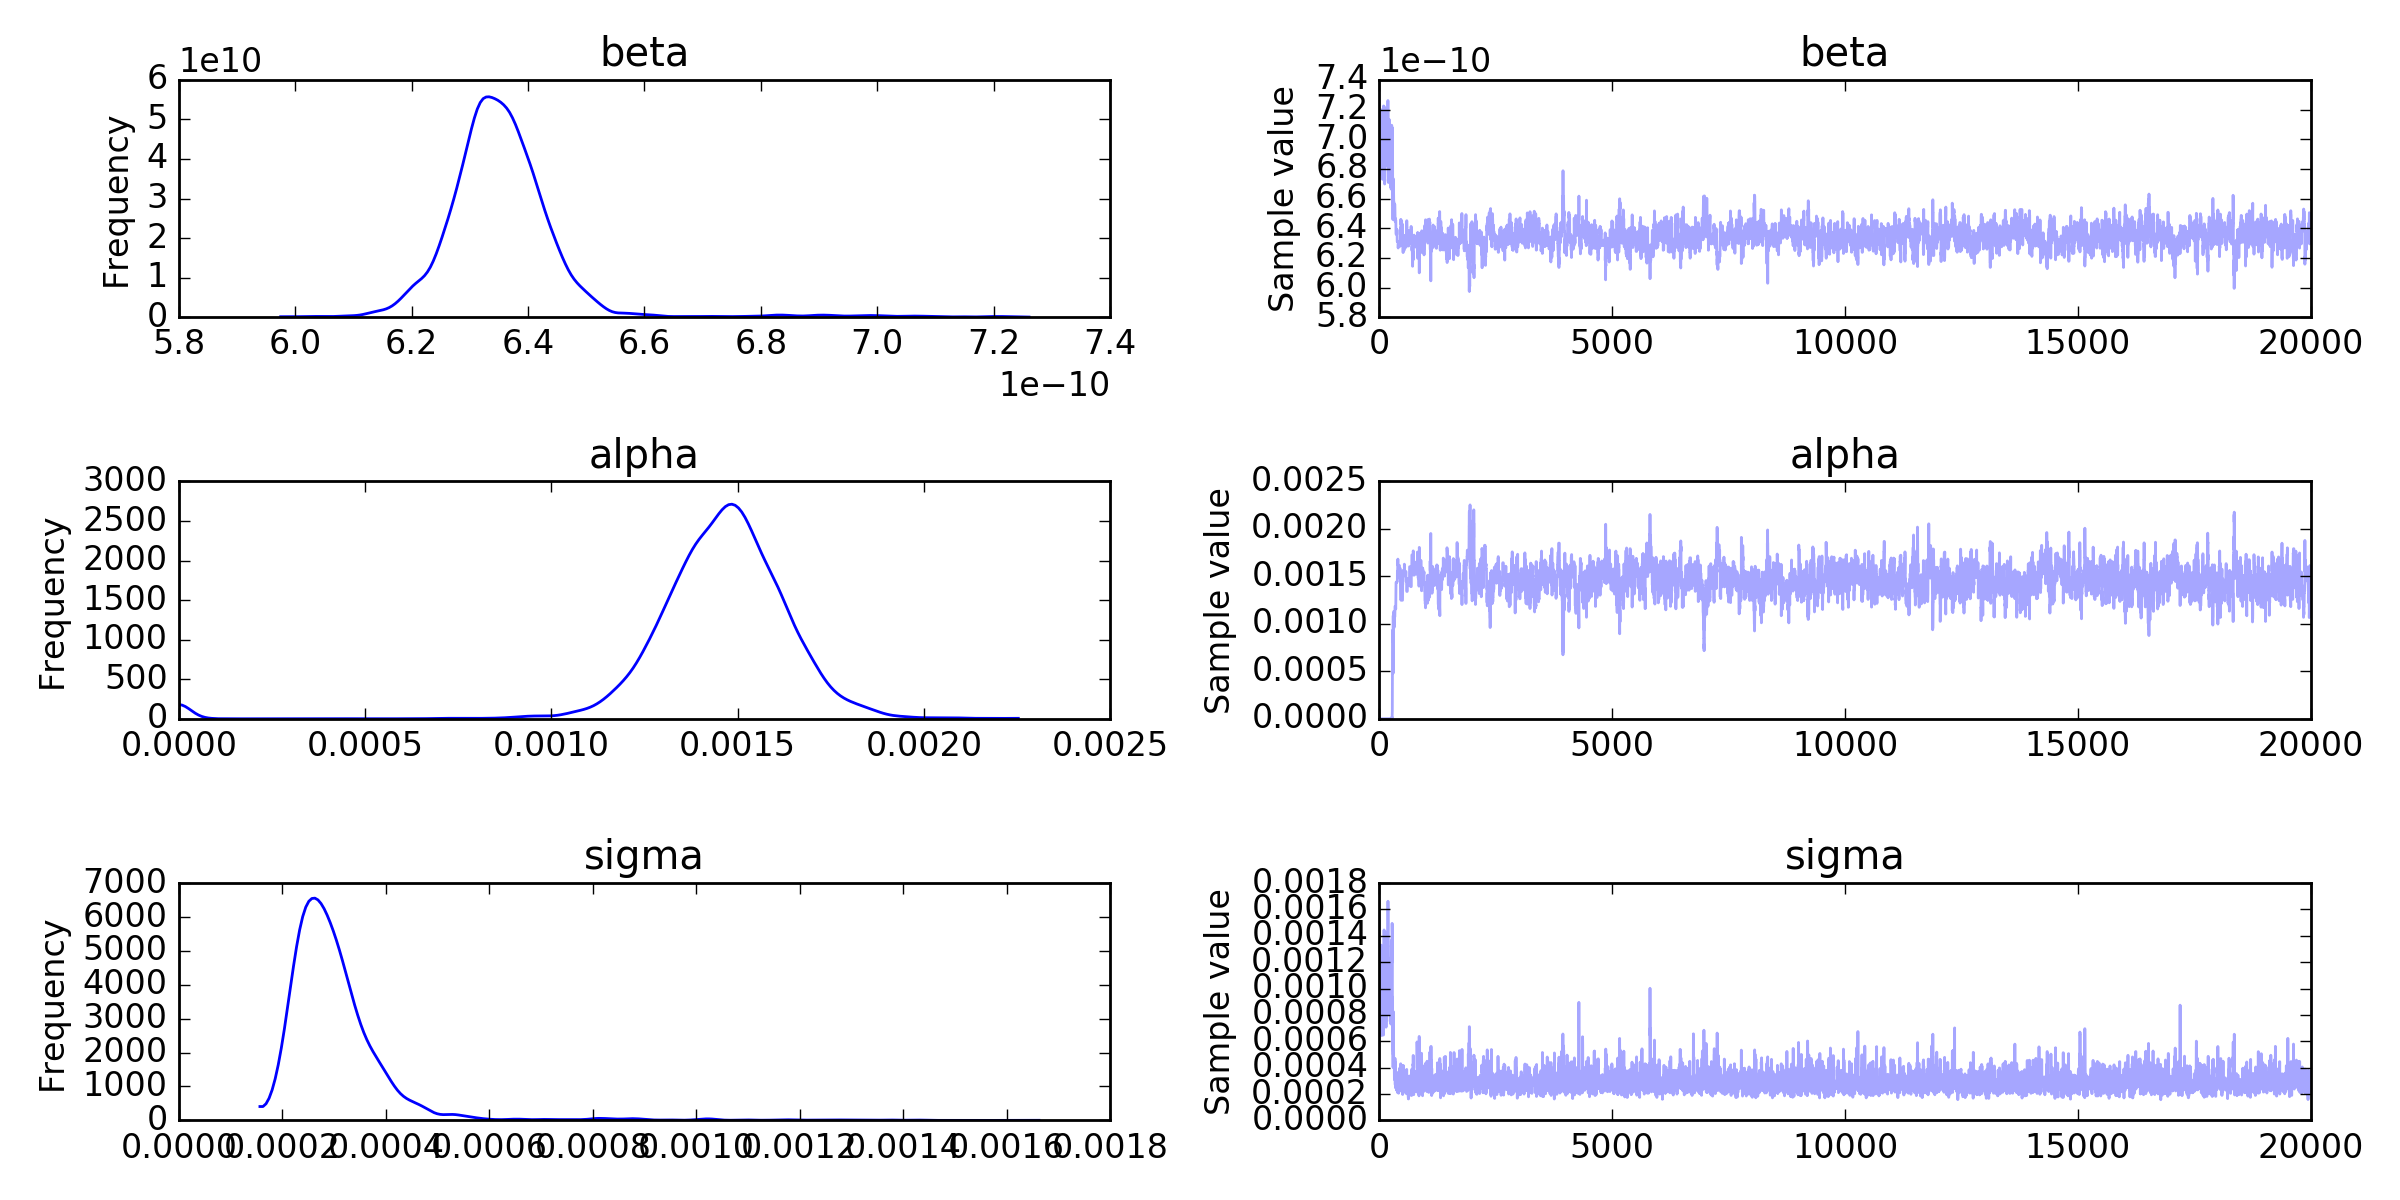 beta
1e10
6
5
4
3
2
1
0
Frequency
5.8 6.0 6.2 6.4 6.6 6.8 7.0 7.2 7.4
1e−10
beta
1e−10
7.4
7.2
7.0
6.8
6.6
6.4
6.2
6.0
5.8
Sample value
0 5000 10000 15000 20000
alpha
3000
2500
2000
1500
1000
500
0
Frequency
0.0000 0.0005 0.0010 0.0015 0.0020 0.0025
alpha
0.0025
0.0020
0.0015
0.0010
0.0005
0.0000
Sample value
0 5000 10000 15000 20000
sigma
7000
6000
5000
4000
3000
2000
1000
0
Frequency
0.0000 0.0002 0.0004 0.0006 0.0008 0.0010 0.0012 0.0014 0.0016 0.0018
sigma
0.0018
0.0016
0.0014
0.0012
0.0010
0.0008
0.0006
0.0004
0.0002
0.0000
Sample value
0 5000 10000 15000 20000